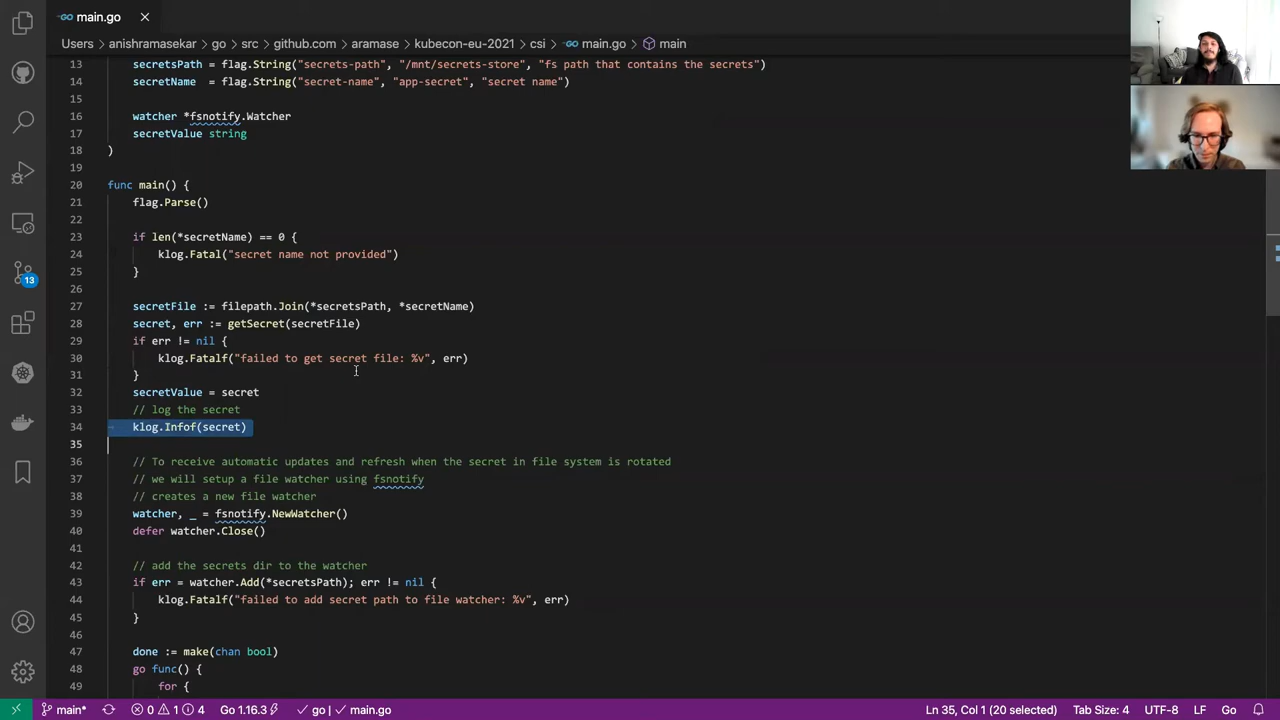 main.go
Users > anishramasekar > go > src > github.com > aramase > kubecon-eu-2021 > csi > main.go > main
13 secretsPath = flag.String("secrets-path", "/mnt/secrets-store", "fs path that contains the secrets")
14 secretName = flag.String("secret-name", "app-secret", "secret name")
15
16 watcher *fsnotify.Watcher
17 secretValue string
18 )
19
20 func main() {
21 flag.Parse()
22
23 if len(*secretName) == 0 {
24 klog.Fatal("secret name not provided")
25 }
26
27 secretFile := filepath.Join(*secretsPath, *secretName)
28 secret, err := getSecret(secretFile)
29 if err != nil {
30 klog.Fatalf("failed to get secret file: %v", err)
31 }
32 secretValue = secret
33 // log the secret
34 klog.Infof(secret)
35
36 // To receive automatic updates and refresh when the secret in file system is rotated
37 // we will setup a file watcher using fsnotify
38 // creates a new file watcher
39 watcher, _ = fsnotify.NewWatcher()
40 defer watcher.Close()
41
42 // add the secrets dir to the watcher
43 if err = watcher.Add(*secretsPath); err != nil {
44 klog.Fatalf("failed to add secret path to file watcher: %v", err)
45 }
46
47 done := make(chan bool)
48 go func() {
49 for {
13
main* 0 1 4 Go 1.16.3 go | main.go Ln 35, Col 1 (20 selected) Tab Size: 4 UTF-8 LF Go